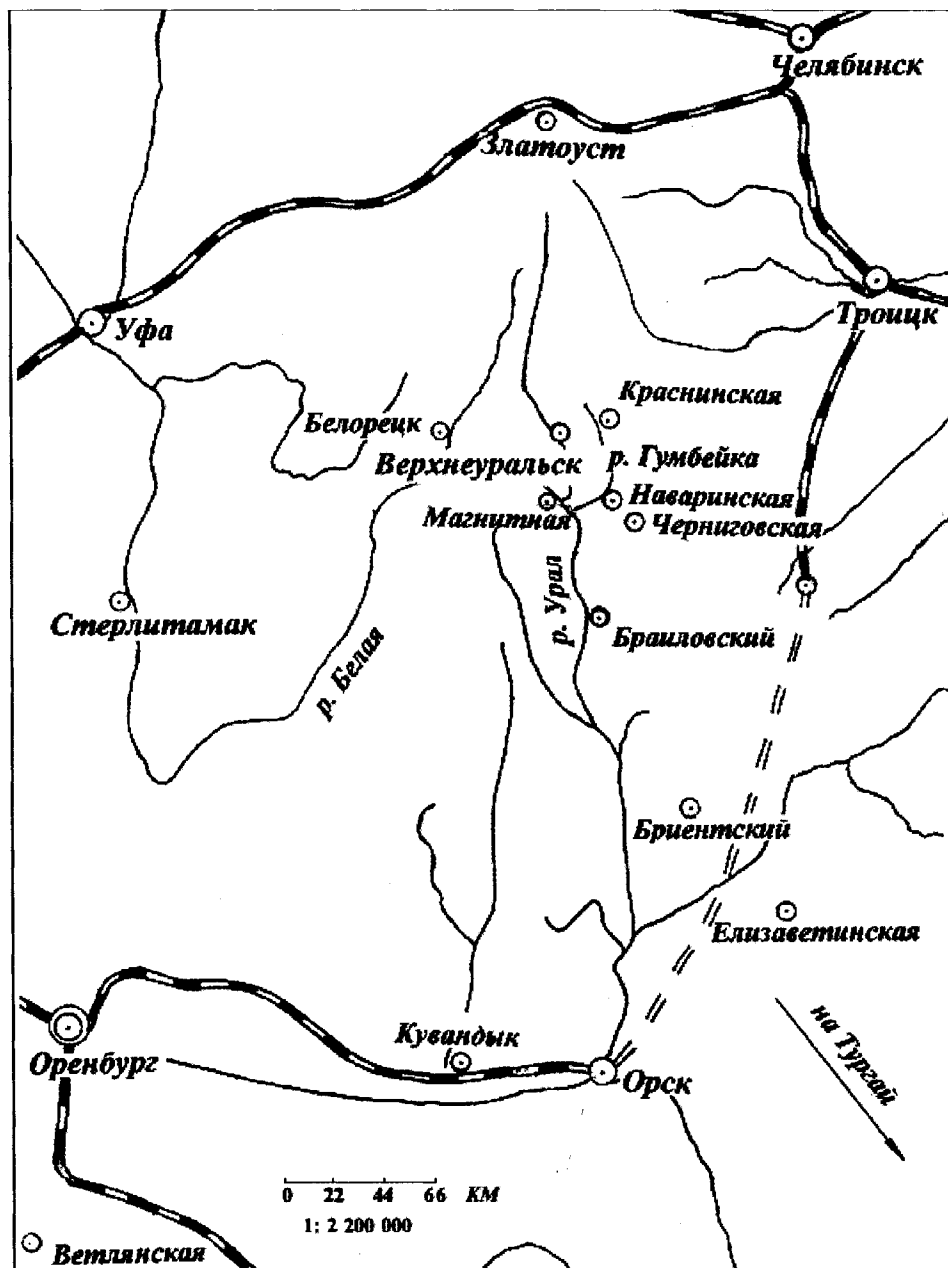 Челябинск
Златоуст
Троицк
Уфа
Краснинская
Белорецк
Верхнеуральск
р. Гумбейка
Магнитная
Наваринская
Черниговская
Стерлитамак
р. Белая
р. Урал
Браиловский
Бриентский
Елизаветинская
на Тургай
Кувандык
Оренбург
Орск
0 22 44 66 КМ
1: 2 200 000
Ветлянская